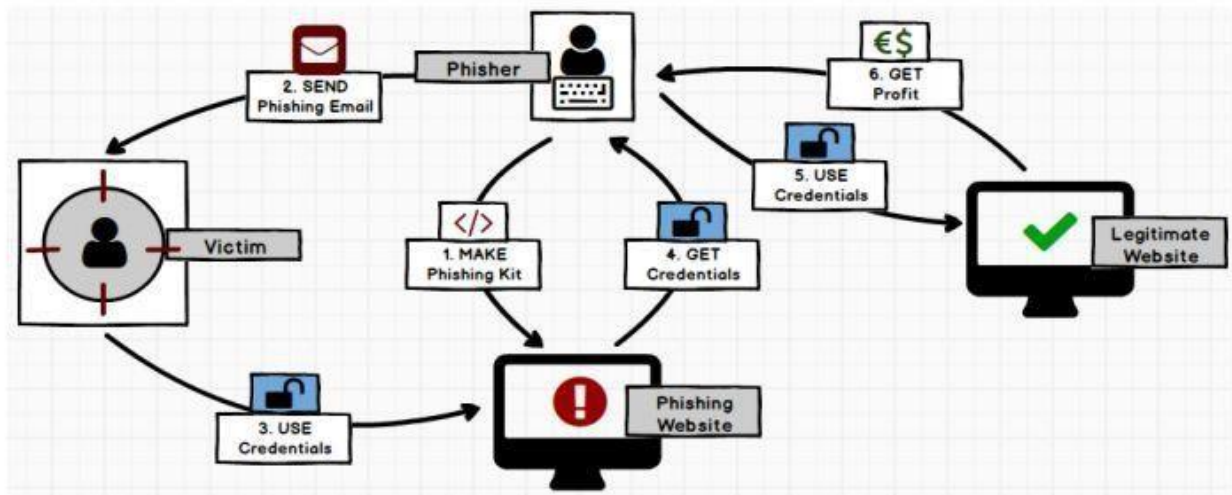 2. SEND
Phishing Email
Phisher
€$
6. GET
Profit
5. USE
Credentials
Victim
</>
1. MAKE
Phishing Kit
4. GET
Credentials
Legitimate
Website
3. USE
Credentials
!
Phishing
Website